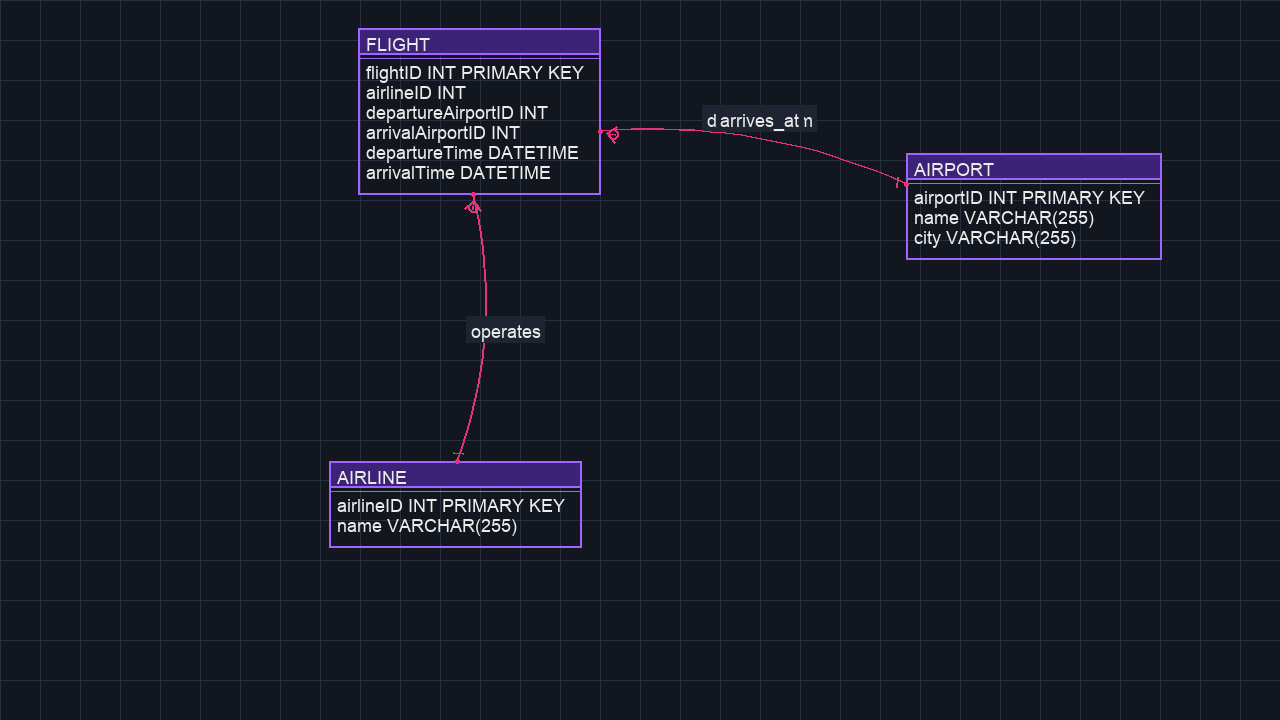 FLIGHT
flightID INT PRIMARY KEY
airlineID INT
departureAirportID INT
arrivalAirportID INT
departureTime DATETIME
arrivalTime DATETIME
arrives_at
AIRPORT
airportID INT PRIMARY KEY
name VARCHAR(255)
city VARCHAR(255)
operates
AIRLINE
airlineID INT PRIMARY KEY
name VARCHAR(255)